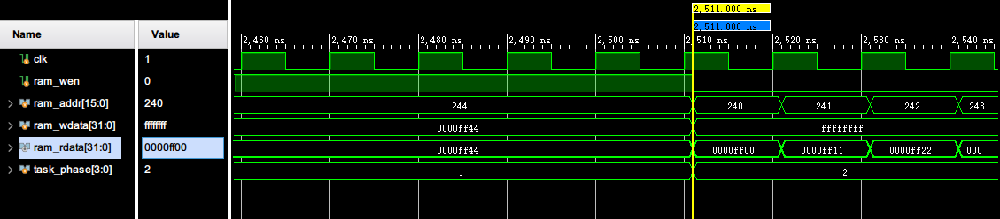 2,511.000 ns
2,511.000 ns
Name Value 2,460 ns 2,470 ns 2,480 ns 2,490 ns 2,500 ns 2,510 ns 2,520 ns 2,530 ns 2,540 ns
clk 1
ram_wen 0
ram_addr[15:0] 240 244 240 241 242 243
ram_wdata[31:0] ffffffff 0000ff44 ffffffff
ram_rdata[31:0] 0000ff00 0000ff44 0000ff00 0000ff11 0000ff22 000
task_phase[3:0] 2 1 2